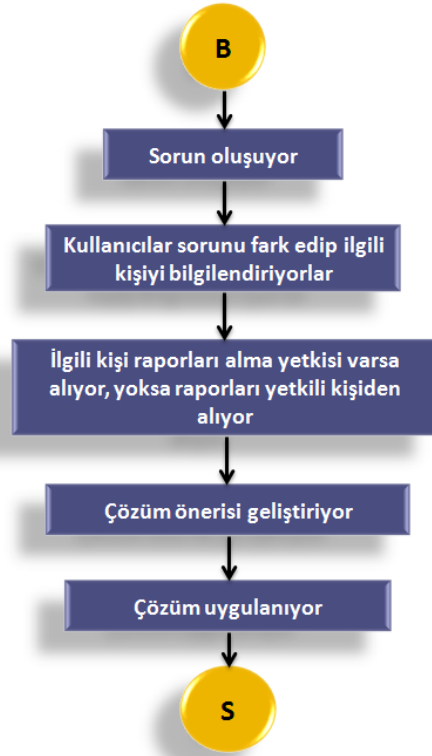 B
Sorun oluşuyor
Kullanıcılar sorunu fark edip ilgili
kişiyi bilgilendiriyorlar
İlgili kişi raporları alma yetkisi varsa
alıyor, yoksa raporları yetkili kişiden
alıyor
Çözüm önerisi geliştiriyor
Çözüm uygulanıyor
S